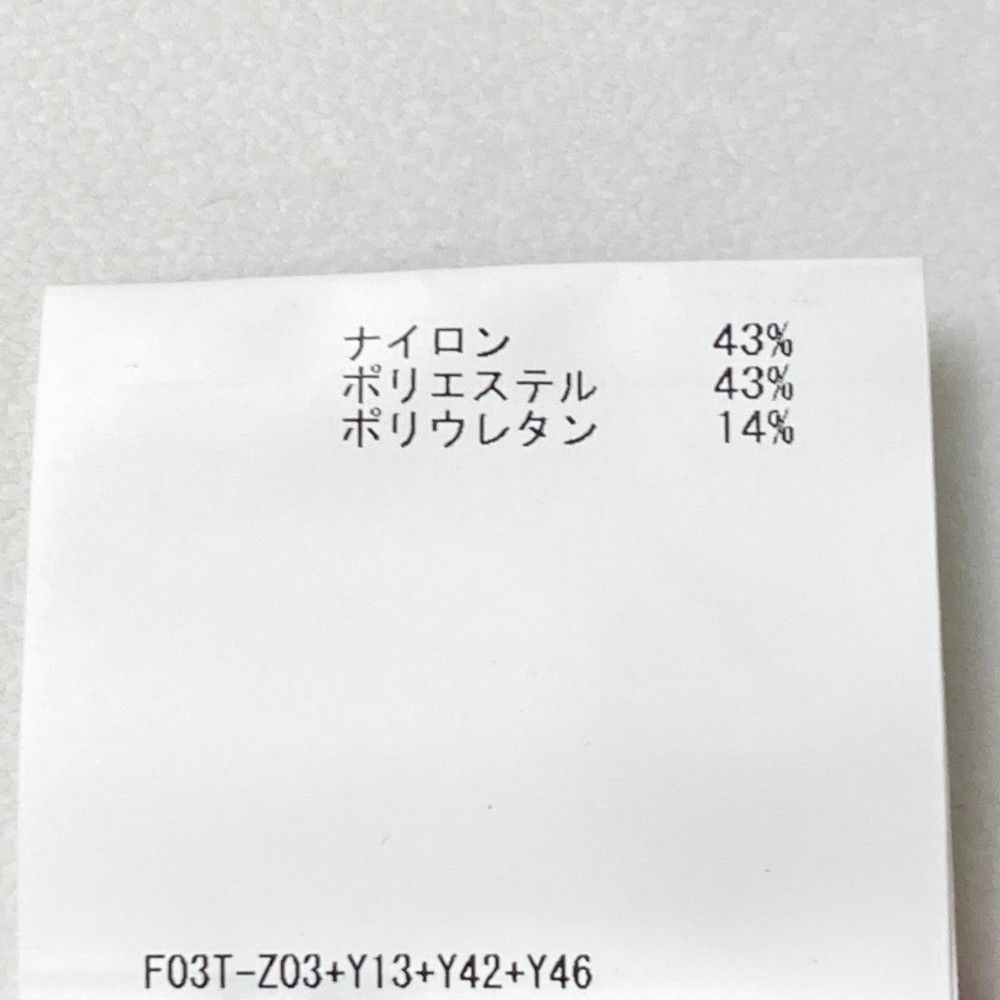 ナイロン 43%
ポリエステル 43%
ポリウレタン 14%
F03T-Z03+Y13+Y42+Y46